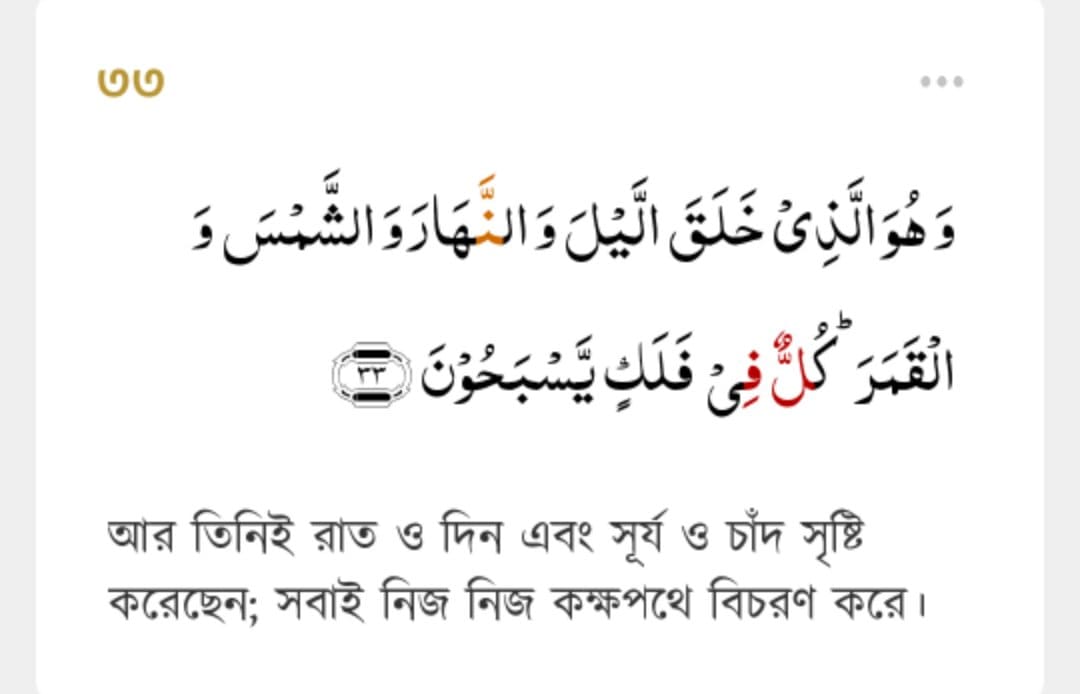 ৩৩
وَ هُوَ الَّذِیْ خَلَقَ الَّیْلَ وَ النَّهَارَ وَ الشَّمْسَ وَ
الْقَمَرَ ؕ كُلٌّ فِیْ فَلَكٍ یَّسْبَحُوْنَ ﴿۳۳﴾
আর তিনিই রাত ও দিন এবং সূর্য ও চাঁদ সৃষ্টি
করেছেন; সবাই নিজ নিজ কক্ষপথে বিচরণ করে।